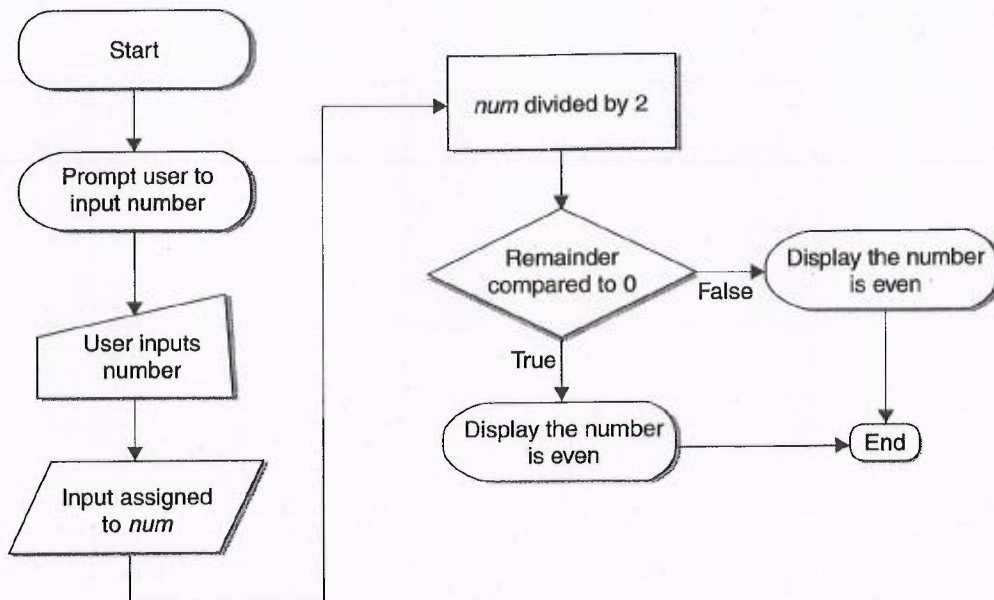 Start
Prompt user to
input number
User inputs
number
Input assigned
to num
num divided by 2
Remainder
compared to 0
False
Display the number
is even
True
Display the number
is even
End